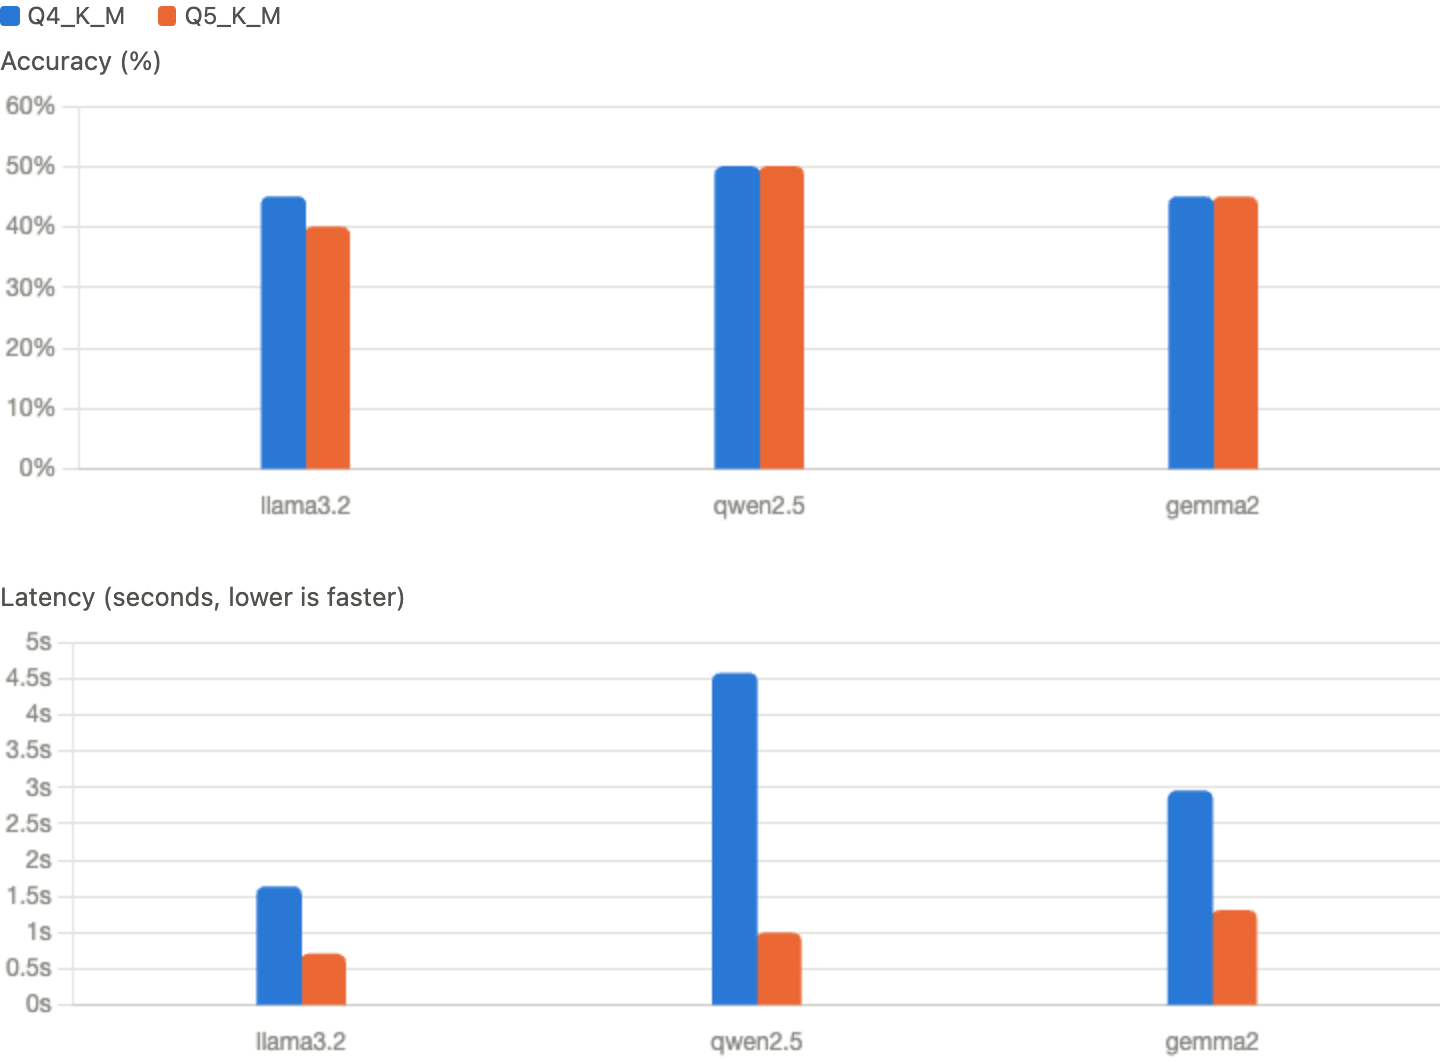 Q4_K_M Q5_K_M
Accuracy (%)
60%
50%
40%
30%
20%
10%
0%
llama3.2 qwen2.5 gemma2
Latency (seconds, lower is faster)
5s
4.5s
4s
3.5s
3s
2.5s
2s
1.5s
1s
0.5s
0s
llama3.2 qwen2.5 gemma2